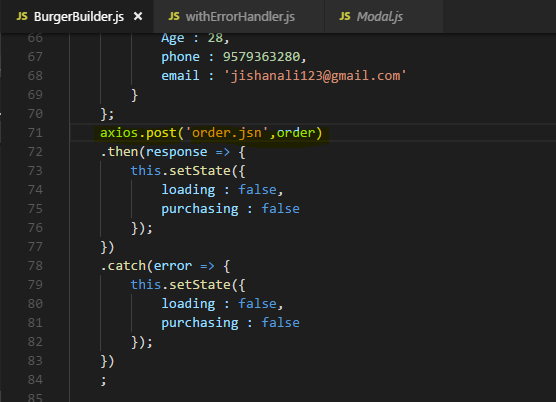 JS BurgerBuilder.js × JS withErrorHandler.js JS Modal.js
66 Age : 28,
67 phone : 9579363280,
68 email : 'jishanali123@gmail.com'
69 }
70 };
71 axios.post('order.jsn',order)
72 .then(response => {
73 this.setState({
74 loading : false,
75 purchasing : false
76 });
77 })
78 .catch(error => {
79 this.setState({
80 loading : false,
81 purchasing : false
82 });
83 })
84 ;
85